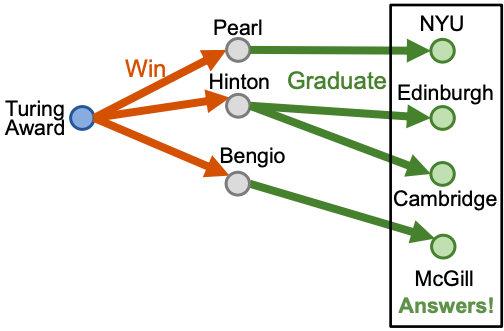 Pearl
NYU
Win
Hinton
Graduate
Edinburgh
Turing
Award
Bengio
Cambridge
McGill
Answers!